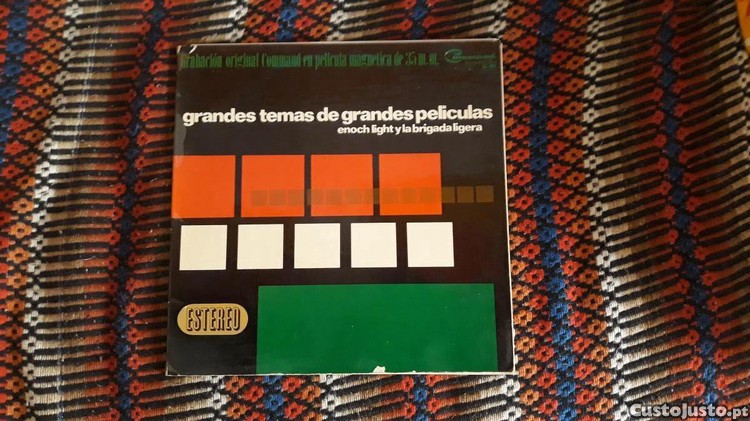 Grabación original Command en película magnetica de 35 m.m.
grandes temas de grandes peliculas
enoch light y la brigada ligera
ESTEREO
CustoJusto.pt